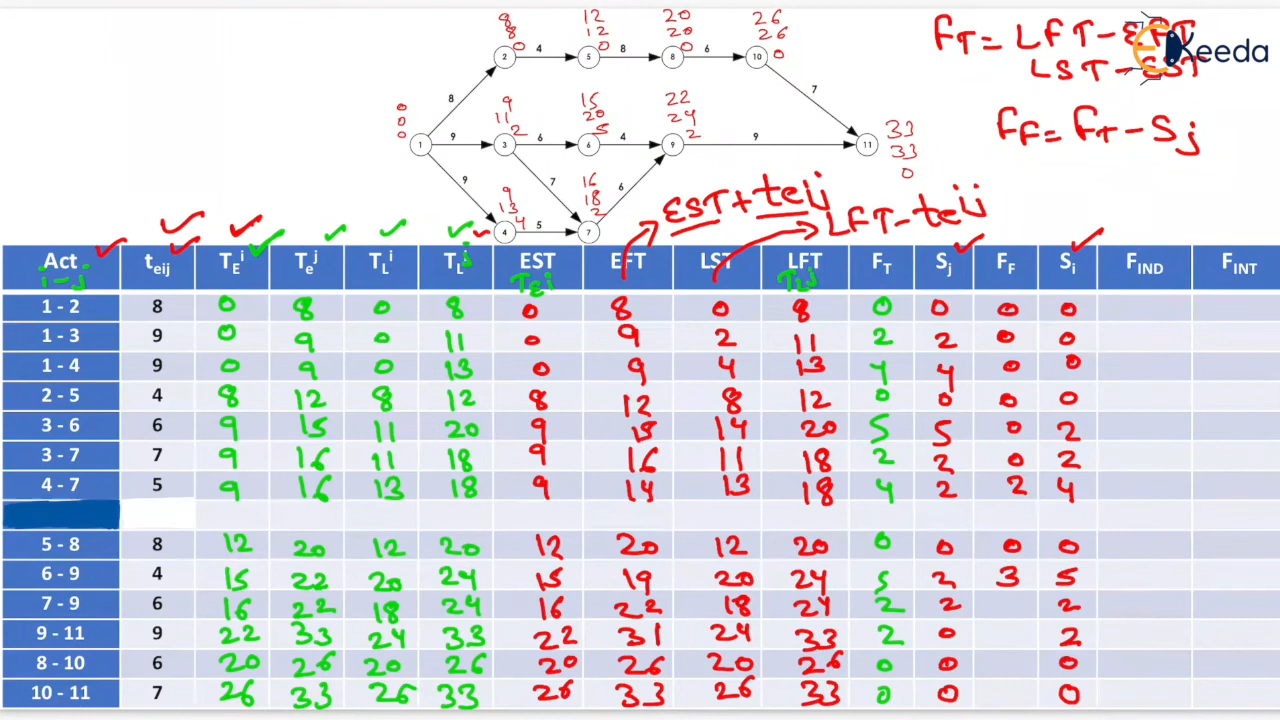 8 12 20 26
8 12 20 26
0 0 0 0
2 4 5 8 8 6 10
FT = LFT - EFT
LST - EST
Keeda
FF = FT - Sj
0
0
0
8 7
9 15 22
11 20 24
2 5 2
33
33
0
1 9 3 6 6 4 9 9 11
9 7 6
9 16
13 18
4 2
4 5 7
EST + teij
LFT - teij
Act teij TEi Tej TLi TLj EST EFT LST LFT FT Sj FF Si FIND FINT
i - j TEi TLj
1 - 2 8 0 8 0 8 0 8 0 8 0 0 0 0
1 - 3 9 0 9 0 11 0 9 2 11 2 2 0 0
1 - 4 9 0 9 0 13 0 9 4 13 4 4 0 0
2 - 5 4 8 12 8 12 8 12 8 12 0 0 0 0
3 - 6 6 9 15 11 20 9 15 14 20 5 5 0 2
3 - 7 7 9 16 11 18 9 16 11 18 2 2 0 2
4 - 7 5 9 16 13 18 9 14 13 18 4 2 2 4
5 - 8 8 12 20 12 20 12 20 12 20 0 0 0 0
6 - 9 4 15 22 20 24 15 19 20 24 5 2 3 5
7 - 9 6 16 22 18 24 16 22 18 24 2 2 2
9 - 11 9 22 33 24 33 22 31 24 33 2 0 2
8 - 10 6 20 26 20 26 20 26 20 26 0 0 0
10 - 11 7 26 33 26 33 26 33 26 33 0 0 0